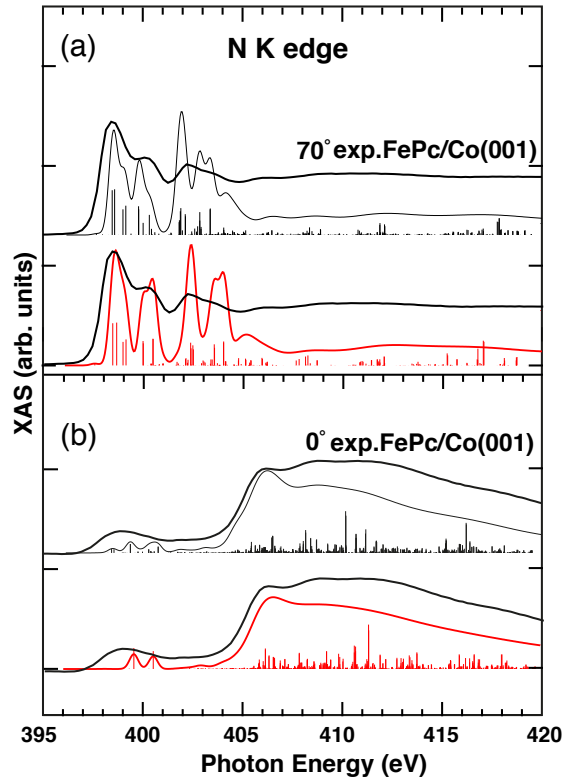 (a)
N K edge
70° exp.FePc/Co(001)
XAS (arb. units)
(b)
0° exp.FePc/Co(001)
395 400 405 410 415 420
Photon Energy (eV)